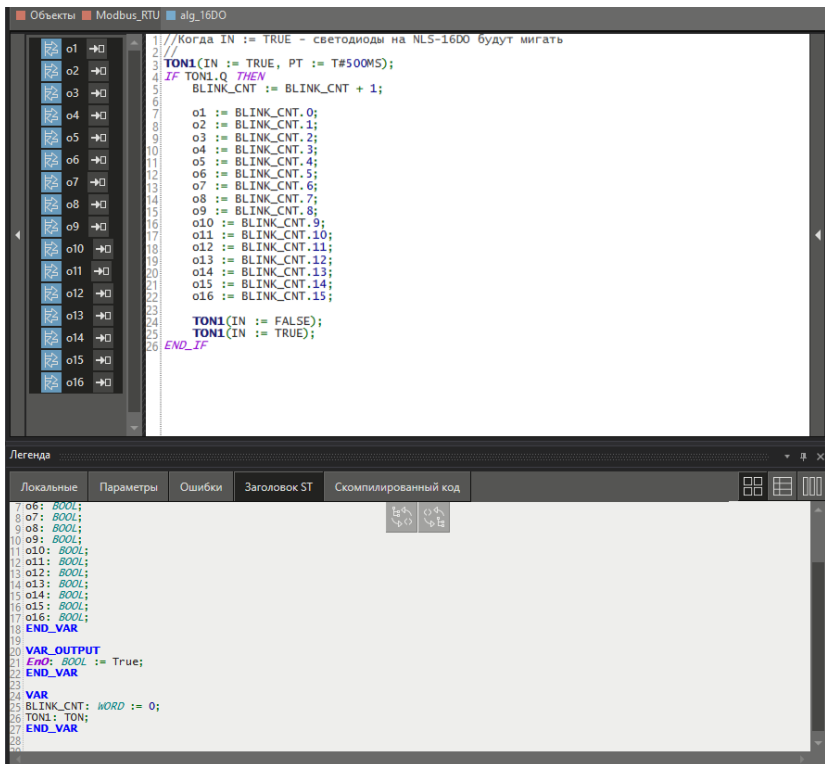 Объекты Modbus_RTU alg_16DO
o1
o2
o3
o4
o5
o6
o7
o8
o9
o10
o11
o12
o13
o14
o15
o16
1 //Когда IN := TRUE - светодиоды на NLS-16DO будут мигать
2 //
3 TON1(IN := TRUE, PT := T#500MS);
4 IF TON1.Q THEN
5 BLINK_CNT := BLINK_CNT + 1;
6
7 o1 := BLINK_CNT.0;
8 o2 := BLINK_CNT.1;
9 o3 := BLINK_CNT.2;
10 o4 := BLINK_CNT.3;
11 o5 := BLINK_CNT.4;
12 o6 := BLINK_CNT.5;
13 o7 := BLINK_CNT.6;
14 o8 := BLINK_CNT.7;
15 o9 := BLINK_CNT.8;
16 o10 := BLINK_CNT.9;
17 o11 := BLINK_CNT.10;
18 o12 := BLINK_CNT.11;
19 o13 := BLINK_CNT.12;
20 o14 := BLINK_CNT.13;
21 o15 := BLINK_CNT.14;
22 o16 := BLINK_CNT.15;
23
24 TON1(IN := FALSE);
25 TON1(IN := TRUE);
26 END_IF
Легенда
Локальные Параметры Ошибки Заголовок ST Скомпилированный код
7 o6: BOOL;
8 o7: BOOL;
9 o8: BOOL;
10 o9: BOOL;
11 o10: BOOL;
12 o11: BOOL;
13 o12: BOOL;
14 o13: BOOL;
15 o14: BOOL;
16 o15: BOOL;
17 o16: BOOL;
18 END_VAR
19
20 VAR_OUTPUT
21 EnO: BOOL := True;
22 END_VAR
23
24 VAR
25 BLINK_CNT: WORD := 0;
26 TON1: TON;
27 END_VAR
28